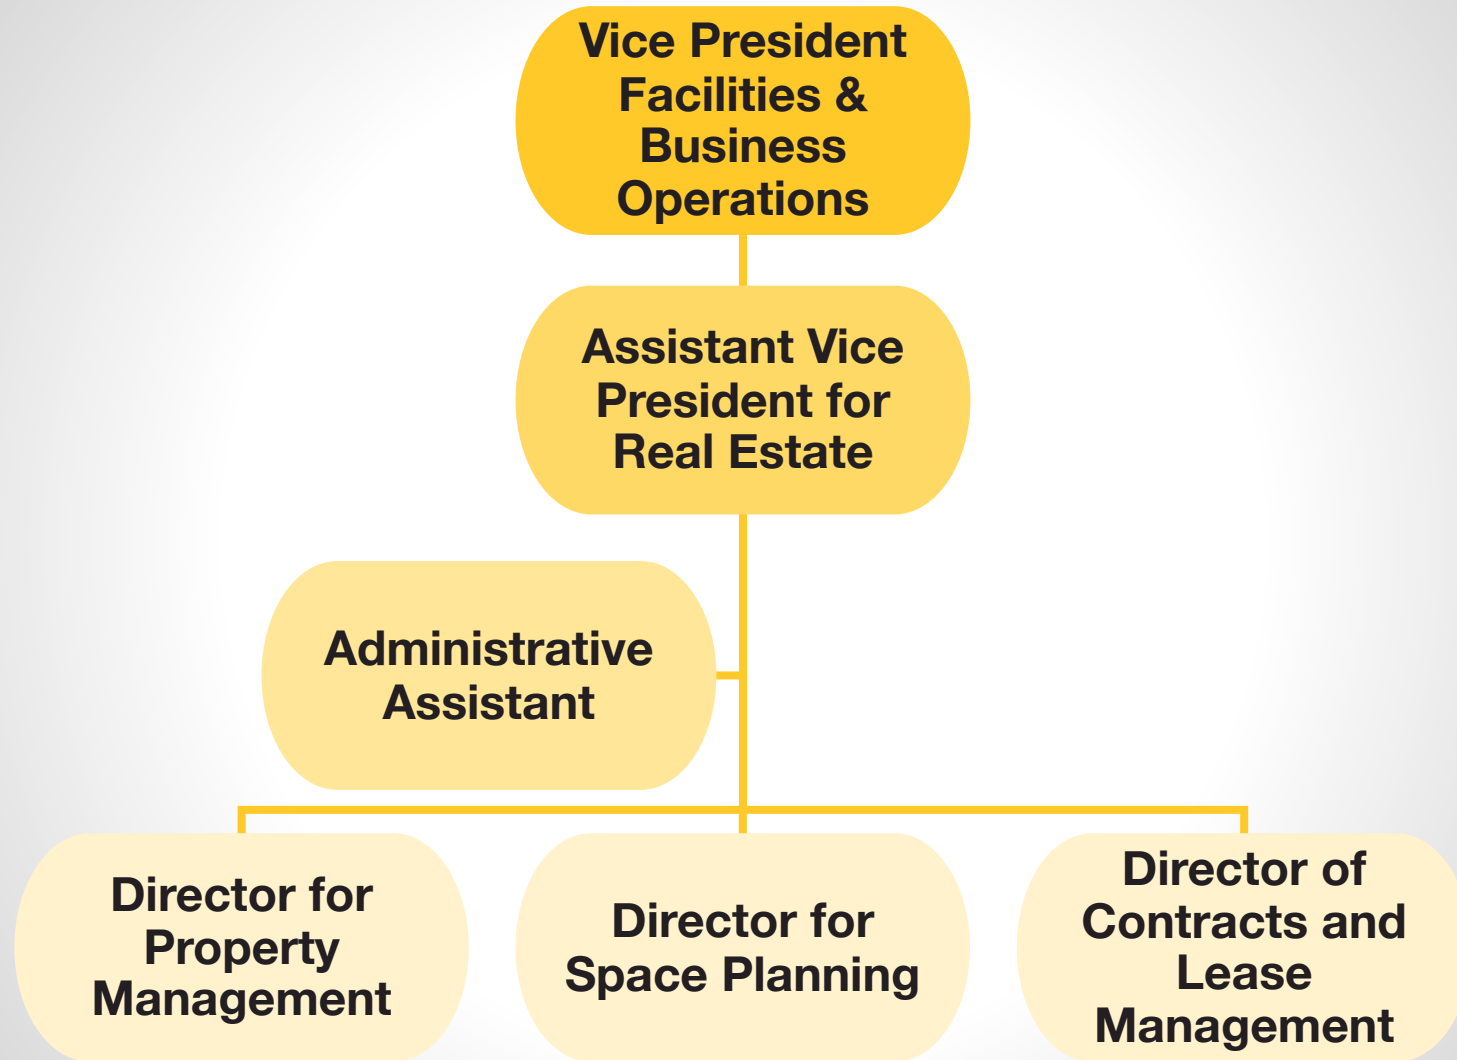 Vice President
Facilities &
Business
Operations
Assistant Vice
President for
Real Estate
Administrative
Assistant
Director for
Property
Management
Director for
Space Planning
Director of
Contracts and
Lease
Management